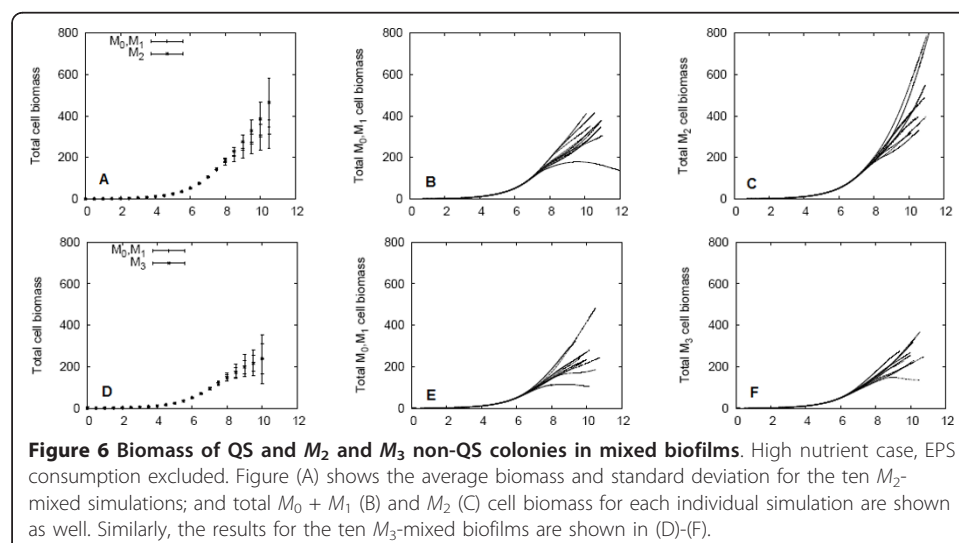 800
600
400
200
0
Total cell biomass
M0,M1
M2
A
0 2 4 6 8 10 12
800
600
400
200
0
Total M0,M1 cell biomass
B
0 2 4 6 8 10 12
800
600
400
200
0
Total M2 cell biomass
C
0 2 4 6 8 10 12
800
600
400
200
0
Total cell biomass
M0,M1
M3
D
0 2 4 6 8 10 12
800
600
400
200
0
Total M0,M1 cell biomass
E
0 2 4 6 8 10 12
800
600
400
200
0
Total M3 cell biomass
F
0 2 4 6 8 10 12
Figure 6 Biomass of QS and M2 and M3 non-QS colonies in mixed biofilms. High nutrient case, EPS
consumption excluded. Figure (A) shows the average biomass and standard deviation for the ten M2-
mixed simulations; and total M0 + M1 (B) and M2 (C) cell biomass for each individual simulation are shown
as well. Similarly, the results for the ten M3-mixed biofilms are shown in (D)-(F).